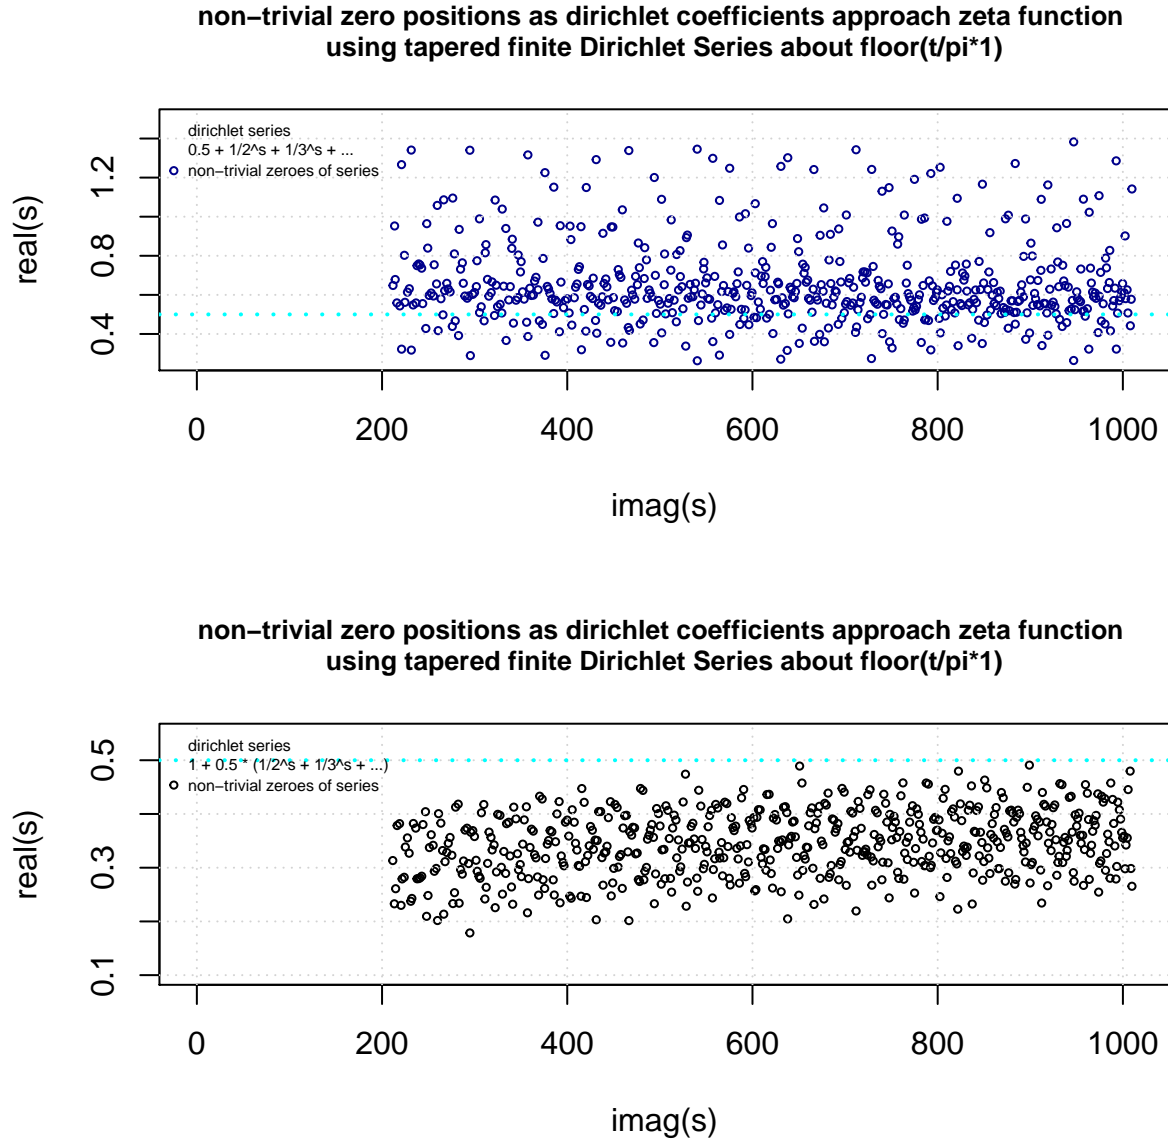 non−trivial zero positions as dirichlet coefficients approach zeta function
using tapered finite Dirichlet Series about floor(t/pi*1)
dirichlet series
0.5 + 1/2^s + 1/3^s + ...
non−trivial zeroes of series
real(s)
1.2
0.8
0.4
0 200 400 600 800 1000
imag(s)
non−trivial zero positions as dirichlet coefficients approach zeta function
using tapered finite Dirichlet Series about floor(t/pi*1)
dirichlet series
1 + 0.5 * (1/2^s + 1/3^s + ...)
non−trivial zeroes of series
real(s)
0.5
0.3
0.1
0 200 400 600 800 1000
imag(s)